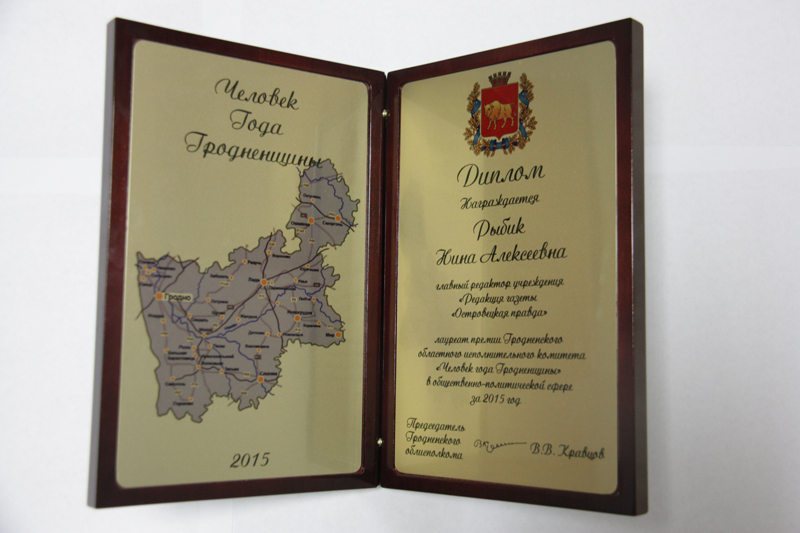 Человек
Года
Гродненщины
Гродно
2015
Диплом
Награждается
Рыбик
Нина Алексеевна
главный редактор учреждения
«Редакция газеты
«Островецкая правда»
лауреат премии Гродненского
областного исполнительного комитета
«Человек года Гродненщины»
в общественно-политической сфере
за 2015 год
Председатель
Гродненского
облисполкома
В.В. Кравцов